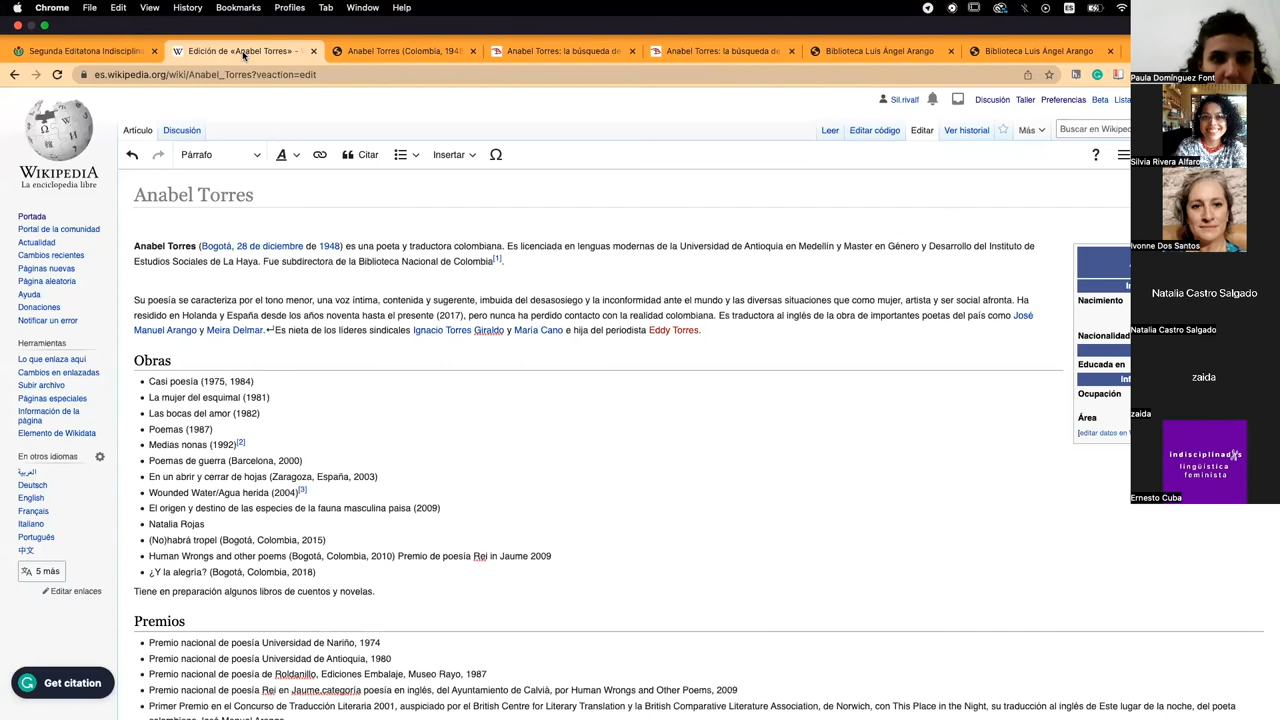 Chrome File Edit View History Bookmarks Profiles Tab Window Help
Segunda Editatona Indisciplin
Edición de «Anabel Torres» -
Anabel Torres (Colombia, 194
Anabel Torres: la búsqueda de
Anabel Torres: la búsqueda de
Biblioteca Luis Ángel Arango
Biblioteca Luis Ángel Arango
es.wikipedia.org/wiki/Anabel_Torres?veaction=edit
Sil.rivalf Discusión Taller Preferencias Beta Lista
Artículo Discusión Leer Editar código Editar Ver historial Más Buscar en Wikiped
Párrafo A Citar Insertar Ω ?
WIKIPEDIA
La enciclopedia libre
Portada
Portal de la comunidad
Actualidad
Cambios recientes
Páginas nuevas
Página aleatoria
Ayuda
Donaciones
Notificar un error
Herramientas
Lo que enlaza aquí
Cambios en enlazadas
Subir archivo
Páginas especiales
Información de la
página
Elemento de Wikidata
En otros idiomas
العربية
Deutsch
English
Français
Italiano
Português
中文
5 más
Editar enlaces
Get citation
Anabel Torres
Anabel Torres (Bogotá, 28 de diciembre de 1948) es una poeta y traductora colombiana. Es licenciada en lenguas modernas de la Universidad de Antioquia en Medellín y Master en Género y Desarrollo del Instituto de
Estudios Sociales de La Haya. Fue subdirectora de la Biblioteca Nacional de Colombia[1].
Su poesía se caracteriza por el tono menor, una voz íntima, contenida y sugerente, imbuida del desasosiego y la inconformidad ante el mundo y las diversas situaciones que como mujer, artista y ser social afronta. Ha
residido en Holanda y España desde los años noventa hasta el presente (2017), pero nunca ha perdido contacto con la realidad colombiana. Es traductora al inglés de la obra de importantes poetas del país como José
Manuel Arango y Meira Delmar.↵Es nieta de los líderes sindicales Ignacio Torres Giraldo y María Cano e hija del periodista Eddy Torres.
Obras
• Casi poesía (1975, 1984)
• La mujer del esquimal (1981)
• Las bocas del amor (1982)
• Poemas (1987)
• Medias nonas (1992)[2]
• Poemas de guerra (Barcelona, 2000)
• En un abrir y cerrar de hojas (Zaragoza, España, 2003)
• Wounded Water/Agua herida (2004)[3]
• El origen y destino de las especies de la fauna masculina paisa (2009)
• Natalia Rojas
• (No)habrá tropel (Bogotá, Colombia, 2015)
• Human Wrongs and other poems (Bogotá, Colombia, 2010) Premio de poesía Rei in Jaume 2009
• ¿Y la alegría? (Bogotá, Colombia, 2018)
Tiene en preparación algunos libros de cuentos y novelas.
Premios
• Premio nacional de poesía Universidad de Nariño, 1974
• Premio nacional de poesía Universidad de Antioquia, 1980
• Premio nacional de poesía de Roldanillo, Ediciones Embalaje, Museo Rayo, 1987
• Premio nacional de poesía Rei en Jaume,categoría poesía en inglés, del Ayuntamiento de Calvià, por Human Wrongs and Other Poems, 2009
• Primer Premio en el Concurso de Traducción Literaria 2001, auspiciado por el British Centre for Literary Translation y la British Comparative Literature Association, de Norwich, con This Place in the Night, su traducción al inglés de Este lugar de la noche, del poeta
colombiano José Manuel Arango
Nacimiento
Nacionalidad
Educada en
Inf
Ocupación
Área
[editar datos en
Paula Domínguez Font
Silvia Rivera Alfaro
Ivonne Dos Santos
Natalia Castro Salgado
Natalia Castro Salgado
zaida
zaida
indisciplinadxs
lingüística
feminista
Ernesto Cuba